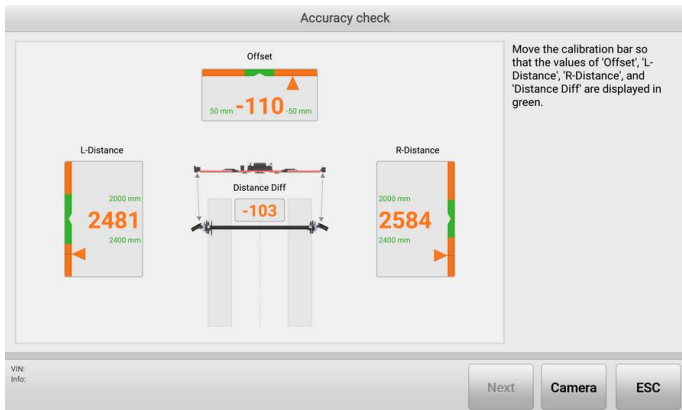 Accuracy check
Offset
50 mm -110 -50 mm
Move the calibration bar so
that the values of 'Offset', 'L-
Distance', 'R-Distance', and
'Distance Diff' are displayed in
green.
L-Distance
2000 mm
2481
2400 mm
Distance Diff
-103
R-Distance
2000 mm
2584
2400 mm
VIN:
Info:
Next
Camera
ESC